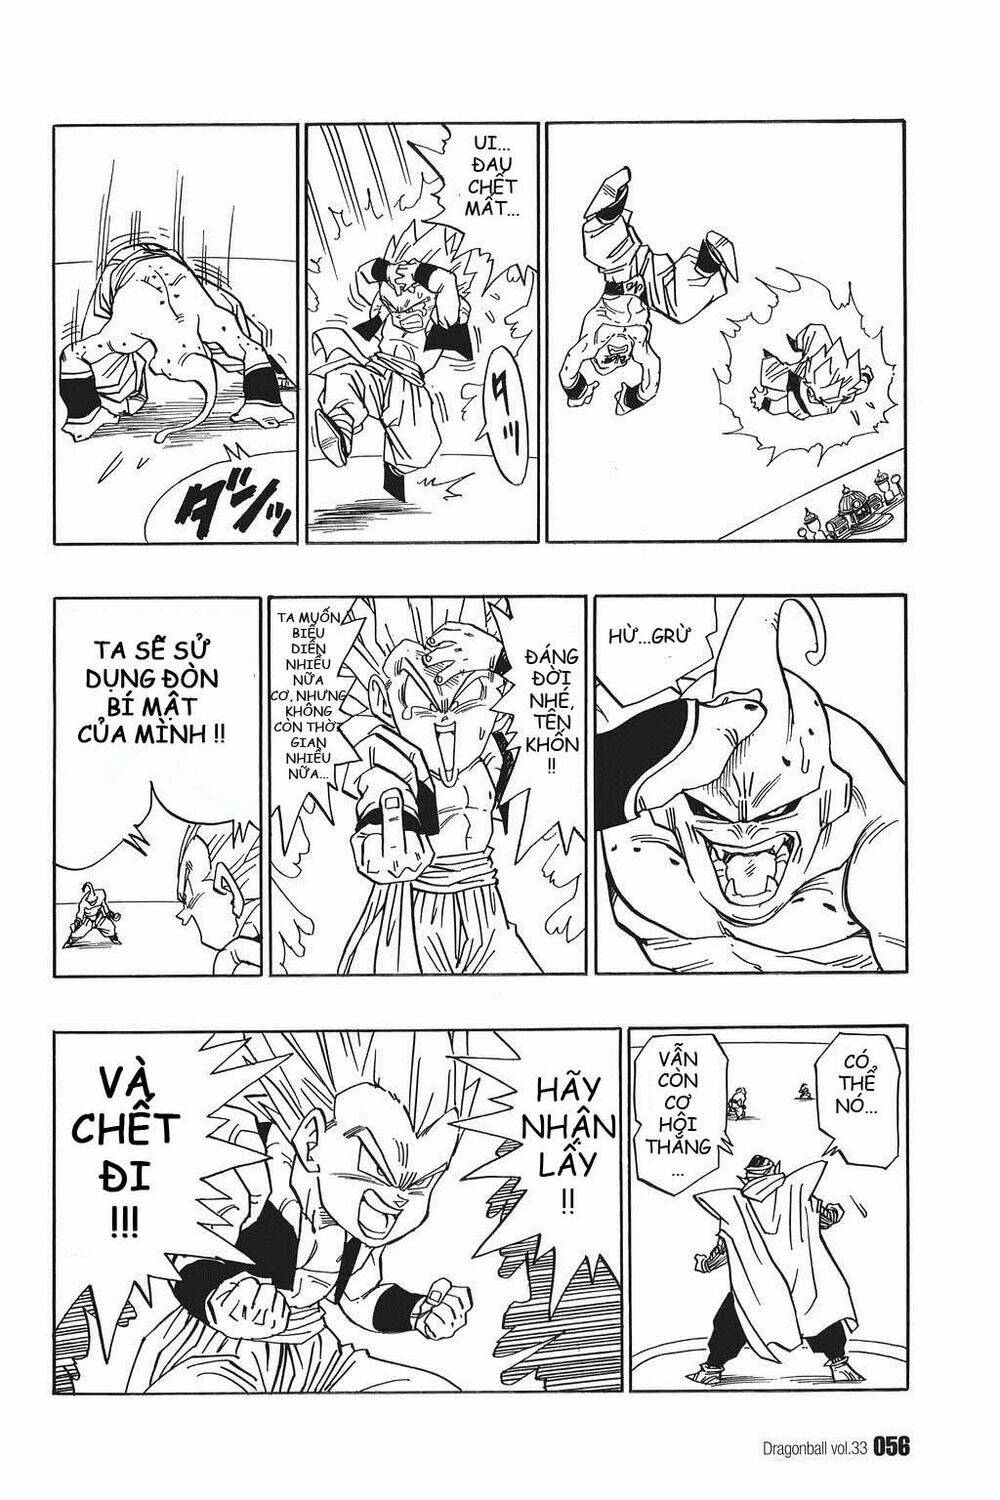 UI...
ĐAU
CHẾT
MẤT...
タッ
ダンッ
HỪ...GRỪ
ĐÁNG
ĐỜI
NHÉ,
TÊN
KHỐN
!!
TA MUỐN
BIỂU
DIỄN
NHIỀU
NỮA
CƠ, NHƯNG
KHÔNG
CÒN THỜI
GIAN
NHIỀU
NỮA...
TA SẼ SỬ
DỤNG ĐÒN
BÍ MẬT
CỦA MÌNH !!
CÓ
THỂ
NÓ...
VẪN
CÒN
CƠ
HỘI
THẮNG
...
HÃY
NHẬN
LẤY
!!
VÀ
CHẾT
ĐI
!!!
Dragonball vol.33 056